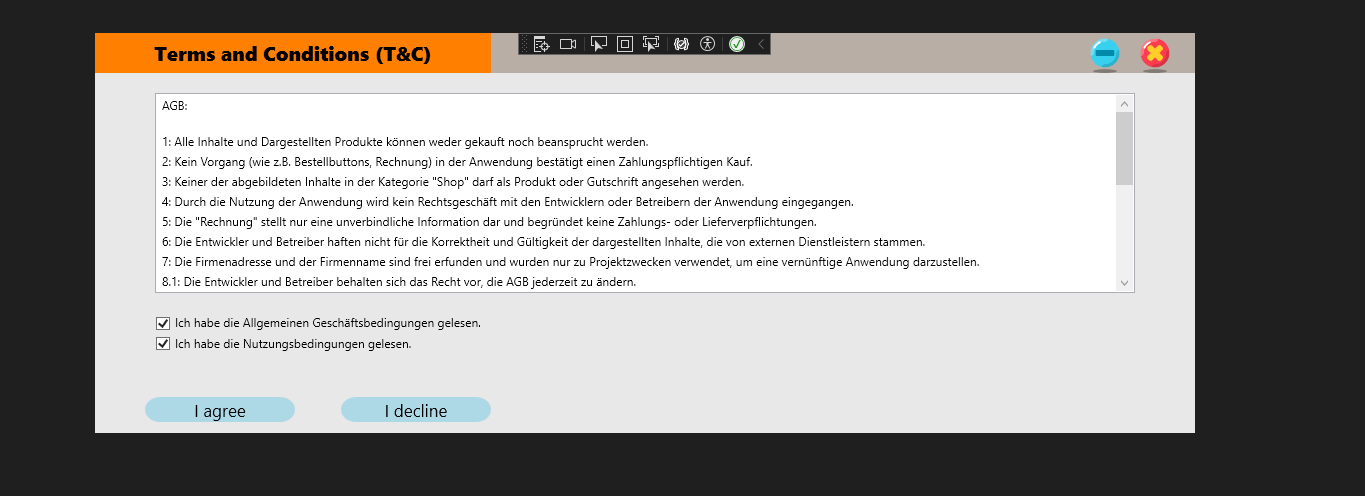 Terms and Conditions (T&C)
AGB:
1: Alle Inhalte und Dargestellten Produkte können weder gekauft noch beansprucht werden.
2: Kein Vorgang (wie z.B. Bestellbuttons, Rechnung) in der Anwendung bestätigt einen Zahlungspflichtigen Kauf.
3: Keiner der abgebildeten Inhalte in der Kategorie "Shop" darf als Produkt oder Gutschrift angesehen werden.
4: Durch die Nutzung der Anwendung wird kein Rechtsgeschäft mit den Entwicklern oder Betreibern der Anwendung eingegangen.
5: Die "Rechnung" stellt nur eine unverbindliche Information dar und begründet keine Zahlungs- oder Lieferverpflichtungen.
6: Die Entwickler und Betreiber haften nicht für die Korrektheit und Gültigkeit der dargestellten Inhalte, die von externen Dienstleistern stammen.
7: Die Firmenadresse und der Firmenname sind frei erfunden und wurden nur zu Projektzwecken verwendet, um eine vernünftige Anwendung darzustellen.
8.1: Die Entwickler und Betreiber behalten sich das Recht vor, die AGB jederzeit zu ändern.
Ich habe die Allgemeinen Geschäftsbedingungen gelesen.
Ich habe die Nutzungsbedingungen gelesen.
I agree
I decline